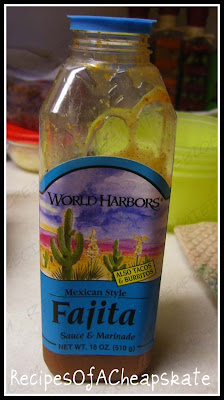 WORLD HARBORS®
ALSO TACOS
& BURRITOS
Mexican Style
Fajita
Sauce & Marinade
NET WT. 18 OZ. (510 g)
RecipesOfACheapskate